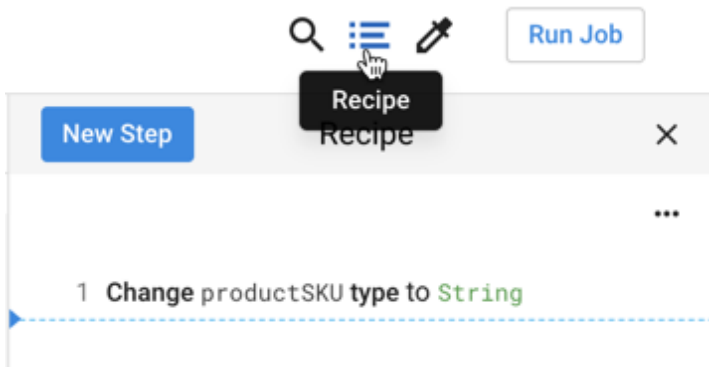 Run Job
Recipe
New Step
Recipe
1 Change productSKU type to String